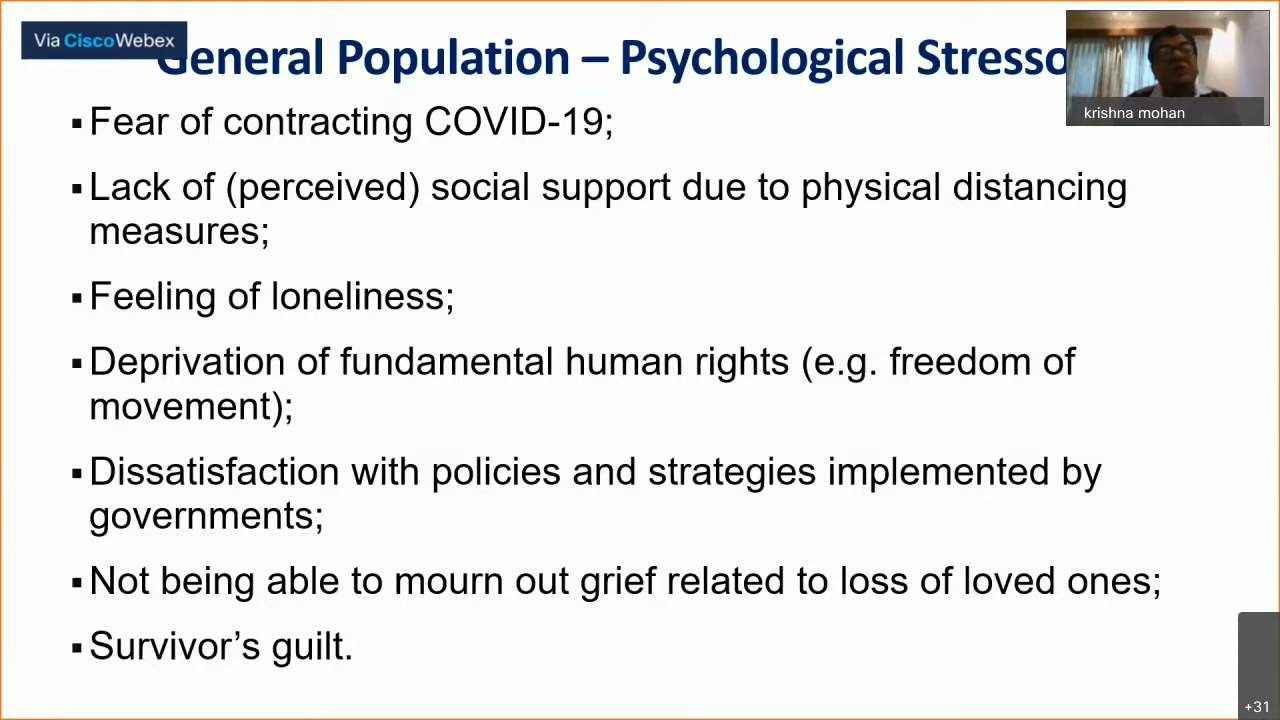 Via CiscoWebex
General Population – Psychological Stresso
krishna mohan
▪Fear of contracting COVID-19;
▪Lack of (perceived) social support due to physical distancing
measures;
▪Feeling of loneliness;
▪Deprivation of fundamental human rights (e.g. freedom of
movement);
▪Dissatisfaction with policies and strategies implemented by
governments;
▪Not being able to mourn out grief related to loss of loved ones;
▪Survivor’s guilt.
+31